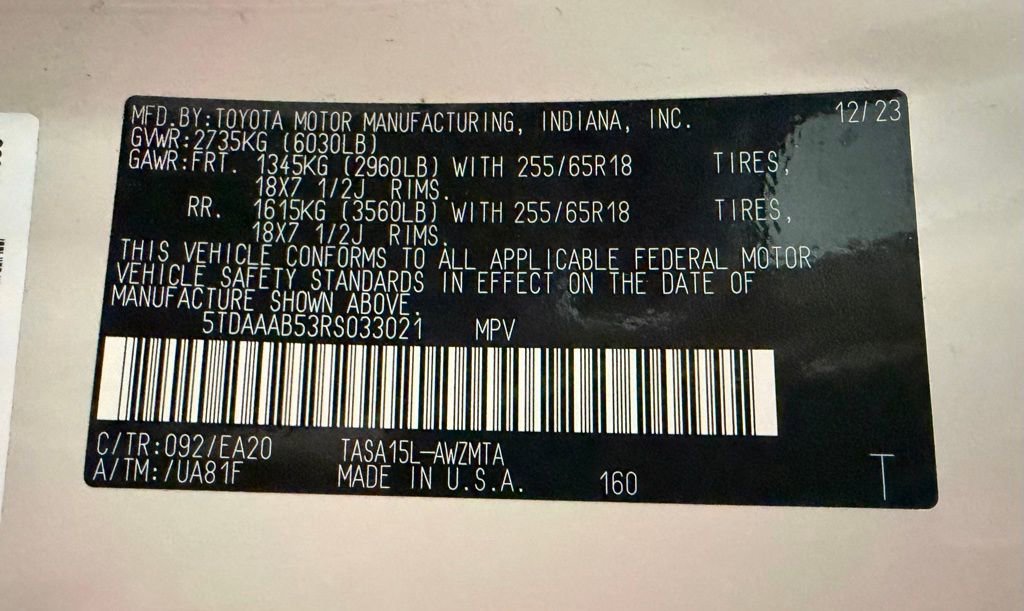 MFD.BY:TOYOTA MOTOR MANUFACTURING, INDIANA, INC. 12/23
GVWR:2735KG (6030LB)
GAWR:FRT. 1345KG (2960LB) WITH 255/65R18 TIRES,
18X7 1/2J RIMS.
RR. 1615KG (3560LB) WITH 255/65R18 TIRES,
18X7 1/2J RIMS.
THIS VEHICLE CONFORMS TO ALL APPLICABLE FEDERAL MOTOR
VEHICLE SAFETY STANDARDS IN EFFECT ON THE DATE OF
MANUFACTURE SHOWN ABOVE.
5TDAAAB53RS033021 MPV
C/TR:092/EA20 TASA15L-AWZMTA
A/TM:/UA81F MADE IN U.S.A. 160 T